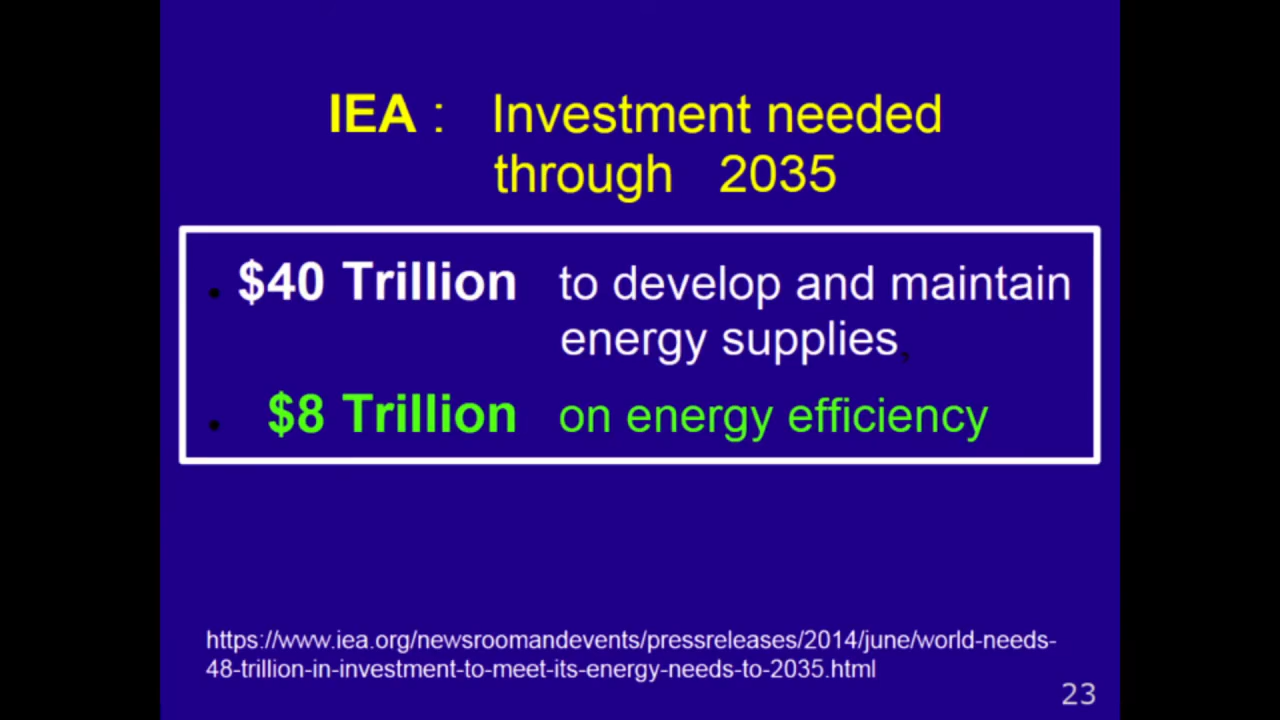 IEA : Investment needed
through 2035
. $40 Trillion to develop and maintain
energy supplies,
. $8 Trillion on energy efficiency
https://www.iea.org/newsroomandevents/pressreleases/2014/june/world-needs-
48-trillion-in-investment-to-meet-its-energy-needs-to-2035.html
23